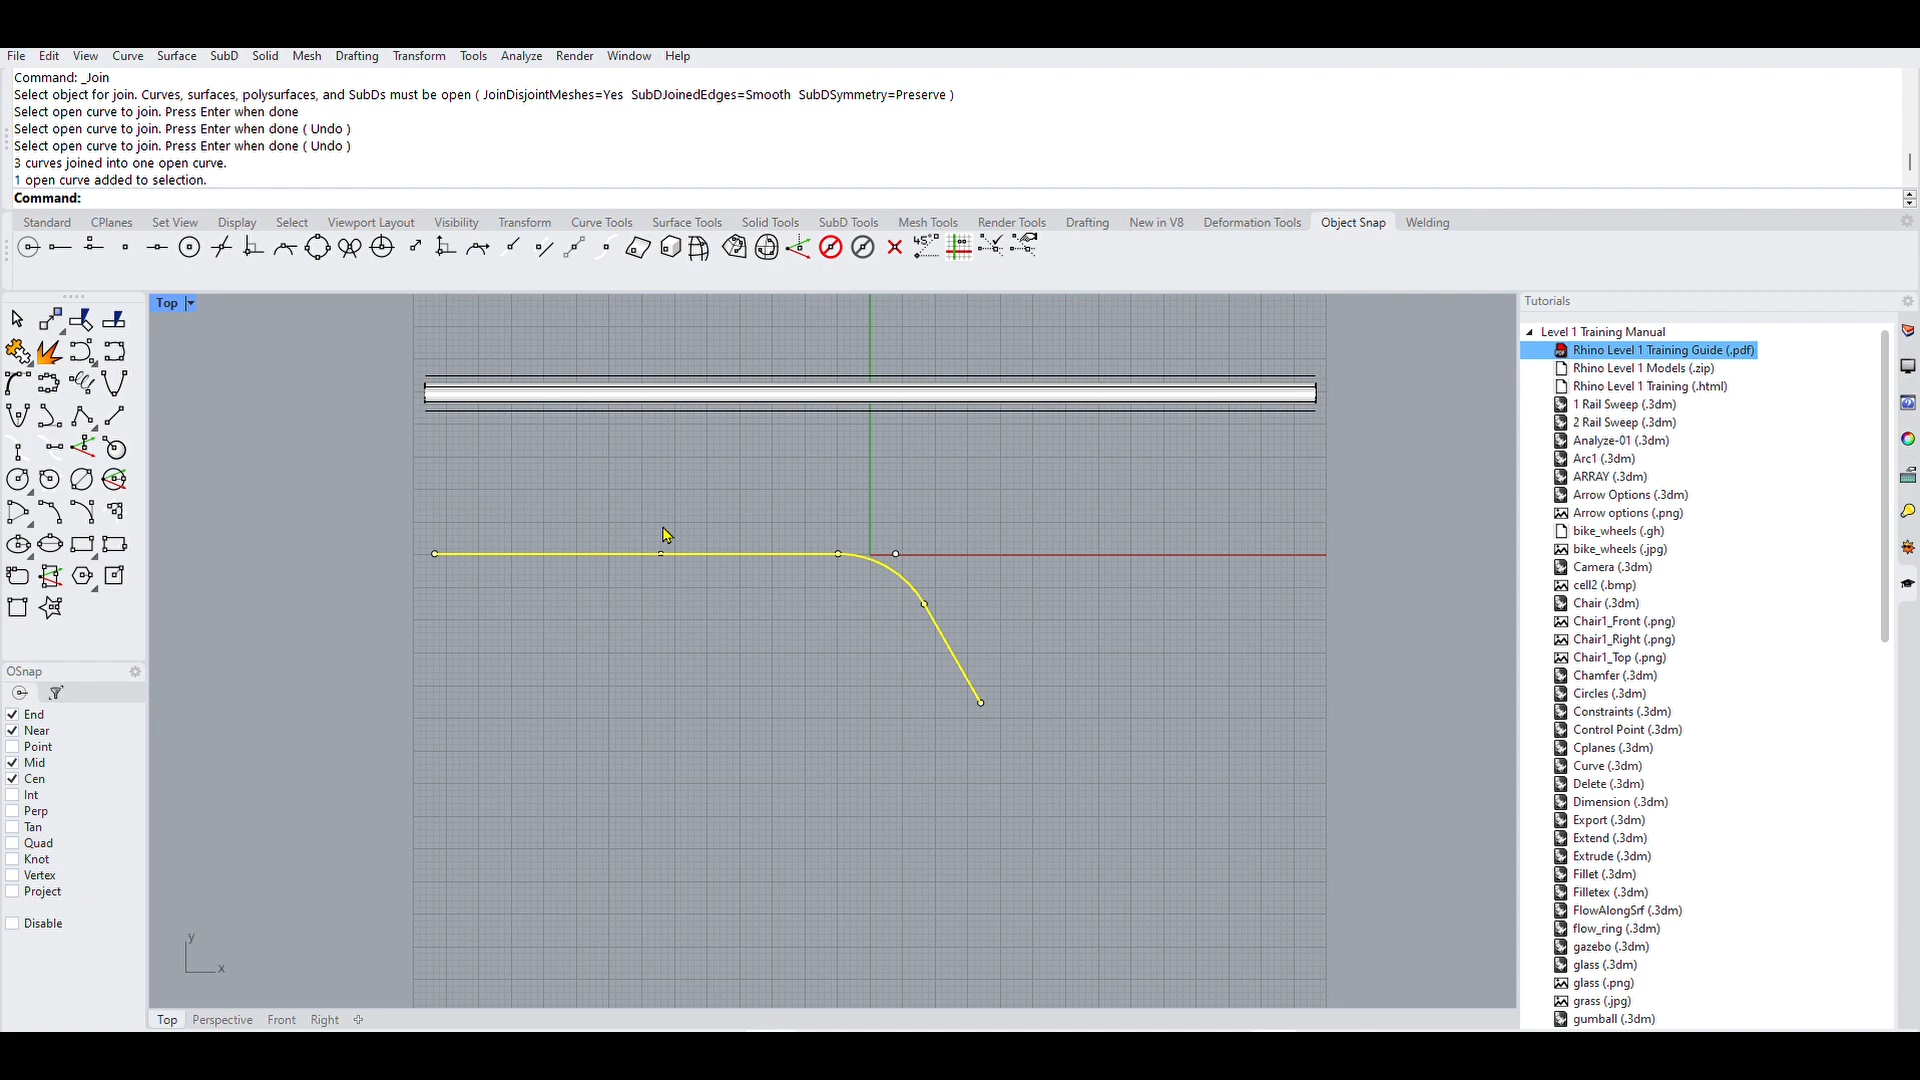 File Edit View Curve Surface SubD Solid Mesh Drafting Transform Tools Analyze Render Window Help
Command: _Join
Select object for join. Curves, surfaces, polysurfaces, and SubDs must be open ( JoinDisjointMeshes=Yes SubDJoinedEdges=Smooth SubDSymmetry=Preserve )
Select open curve to join. Press Enter when done
Select open curve to join. Press Enter when done ( Undo )
Select open curve to join. Press Enter when done ( Undo )
3 curves joined into one open curve.
1 open curve added to selection.
Command:
Standard CPlanes Set View Display Select Viewport Layout Visibility Transform Curve Tools Surface Tools Solid Tools SubD Tools Mesh Tools Render Tools Drafting New in V8 Deformation Tools Object Snap Welding
OSnap
End
Near
Point
Mid
Cen
Int
Perp
Tan
Quad
Knot
Vertex
Project
Disable
Top
y
x
Top Perspective Front Right
Tutorials
Level 1 Training Manual
Rhino Level 1 Training Guide (.pdf)
Rhino Level 1 Models (.zip)
Rhino Level 1 Training (.html)
1 Rail Sweep (.3dm)
2 Rail Sweep (.3dm)
Analyze-01 (.3dm)
Arc1 (.3dm)
ARRAY (.3dm)
Arrow Options (.3dm)
Arrow options (.png)
bike_wheels (.gh)
bike_wheels (.jpg)
Camera (.3dm)
cell2 (.bmp)
Chair (.3dm)
Chair1_Front (.png)
Chair1_Right (.png)
Chair1_Top (.png)
Chamfer (.3dm)
Circles (.3dm)
Constraints (.3dm)
Control Point (.3dm)
Cplanes (.3dm)
Curve (.3dm)
Delete (.3dm)
Dimension (.3dm)
Export (.3dm)
Extend (.3dm)
Extrude (.3dm)
Fillet (.3dm)
Filletex (.3dm)
FlowAlongSrf (.3dm)
flow_ring (.3dm)
gazebo (.3dm)
glass (.3dm)
glass (.png)
grass (.jpg)
gumball (.3dm)